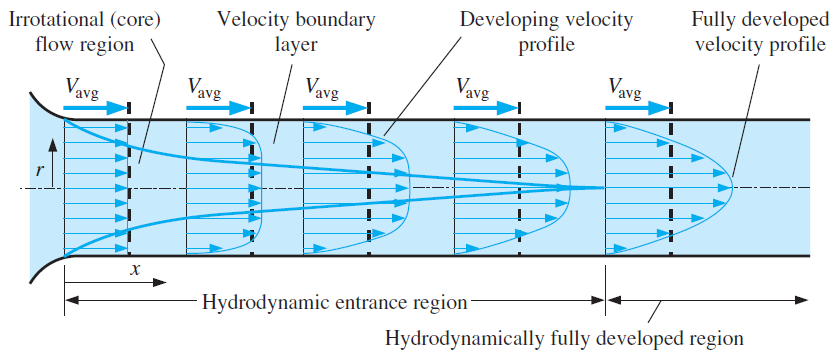 Irrotational (core)
flow region
Velocity boundary
layer
Developing velocity
profile
Fully developed
velocity profile
Vavg
Vavg
Vavg
Vavg
Vavg
r
x
Hydrodynamic entrance region
Hydrodynamically fully developed region